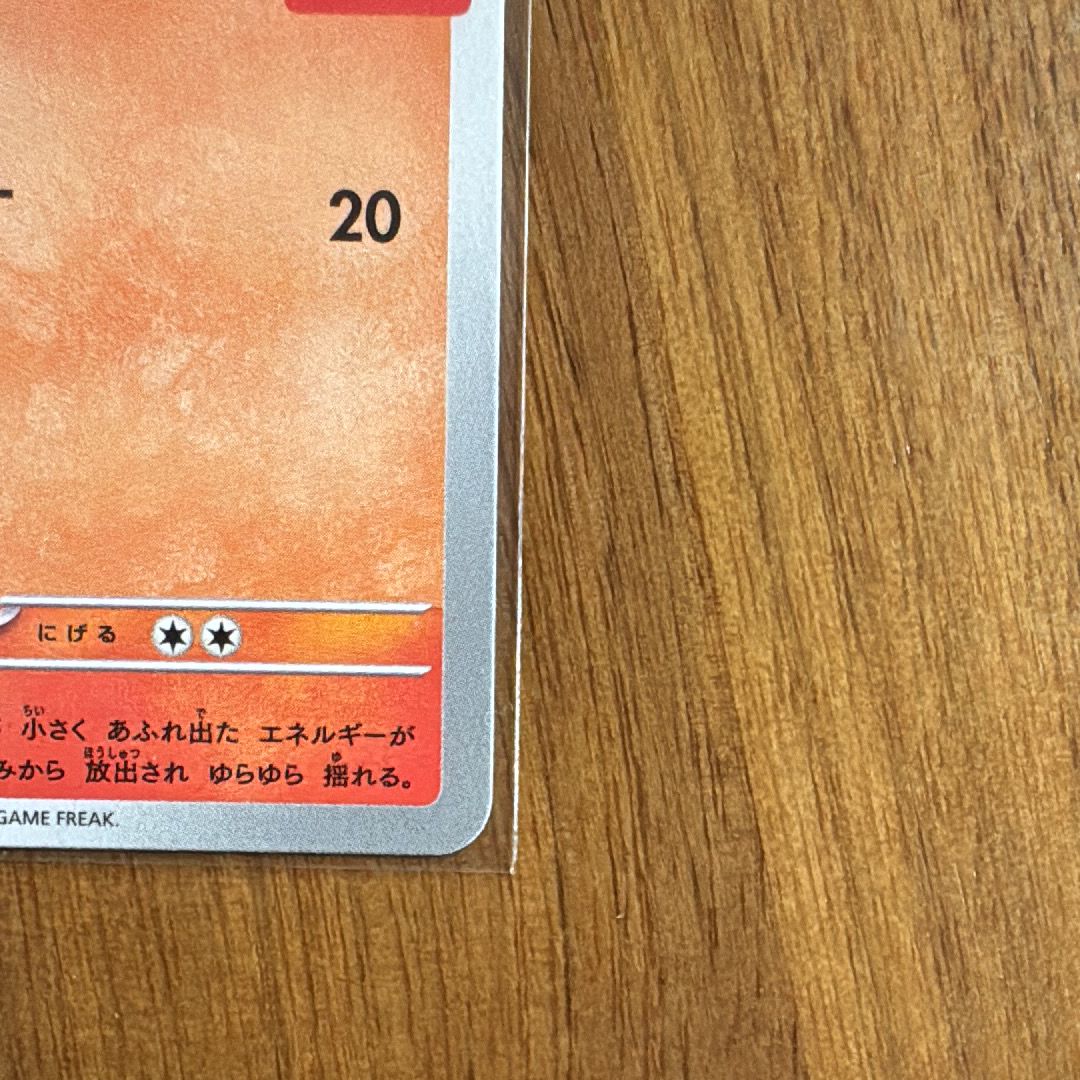 20
にげる
小さく あふれ出た エネルギーが
みから 放出され ゆらゆら 揺れる。
GAME FREAK.